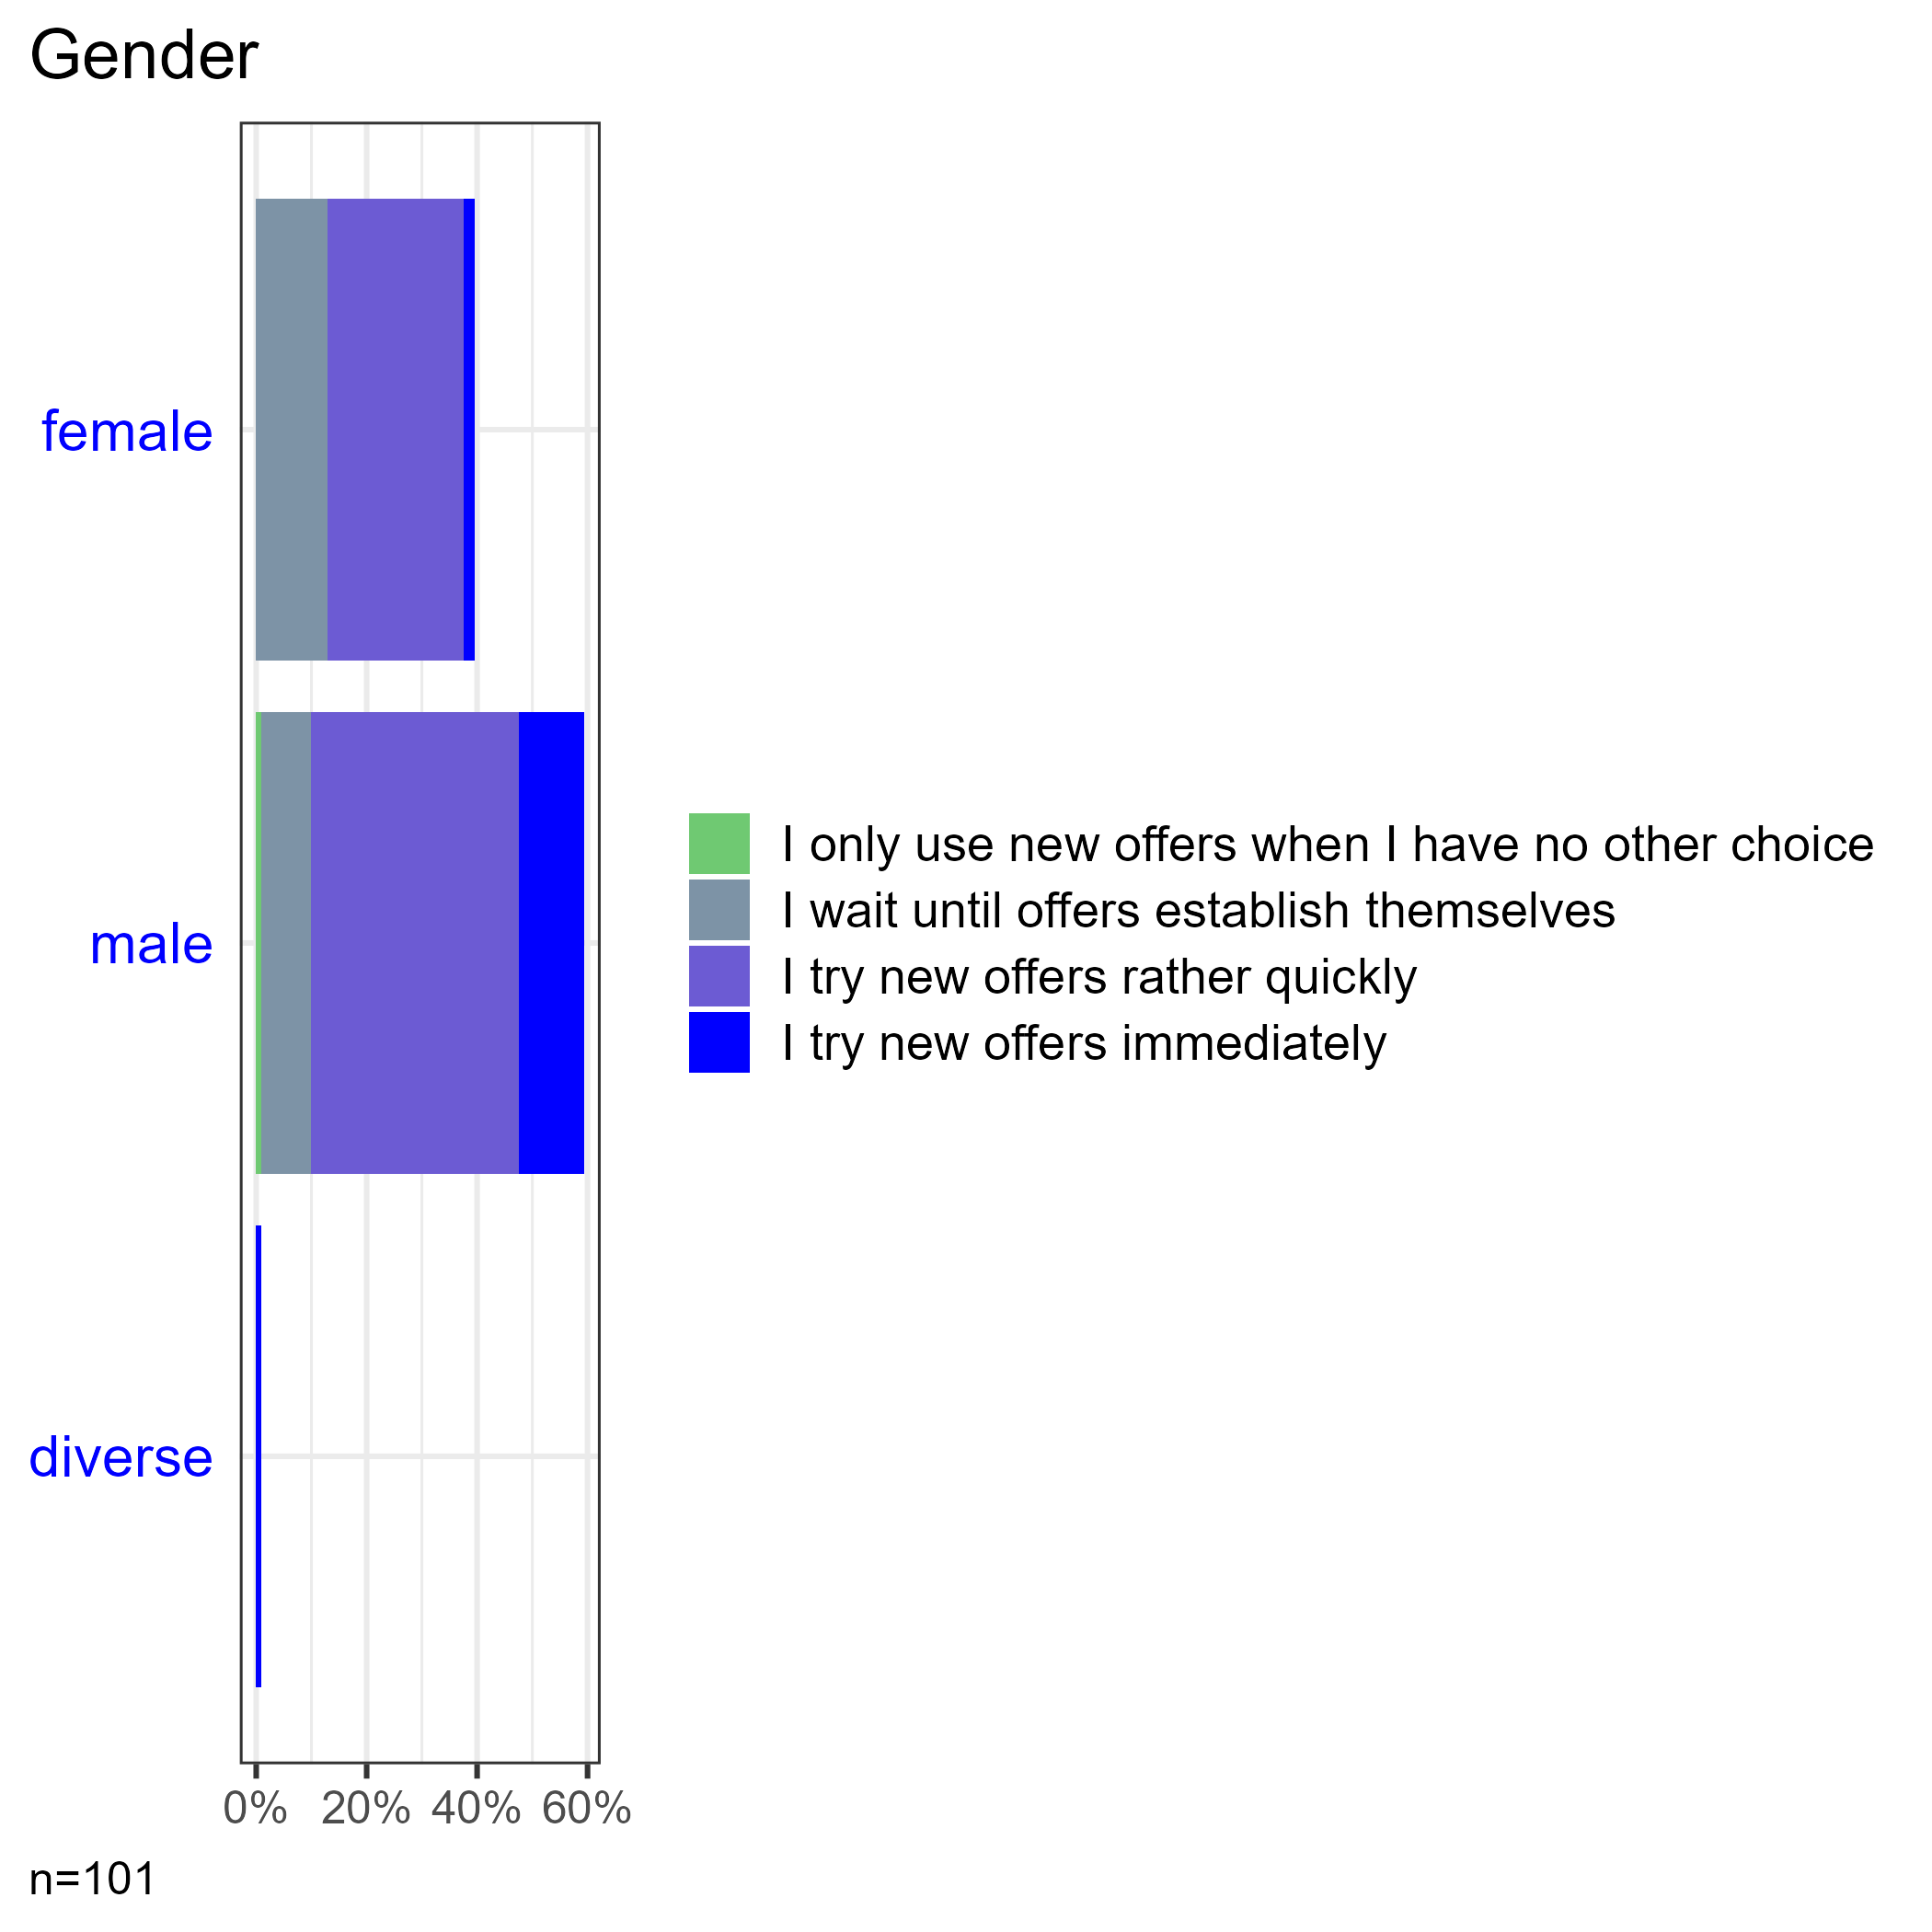 Gender
female
male
diverse
I only use new offers when I have no other choice
I wait until offers establish themselves
I try new offers rather quickly
I try new offers immediately
0% 20% 40% 60%
n=101